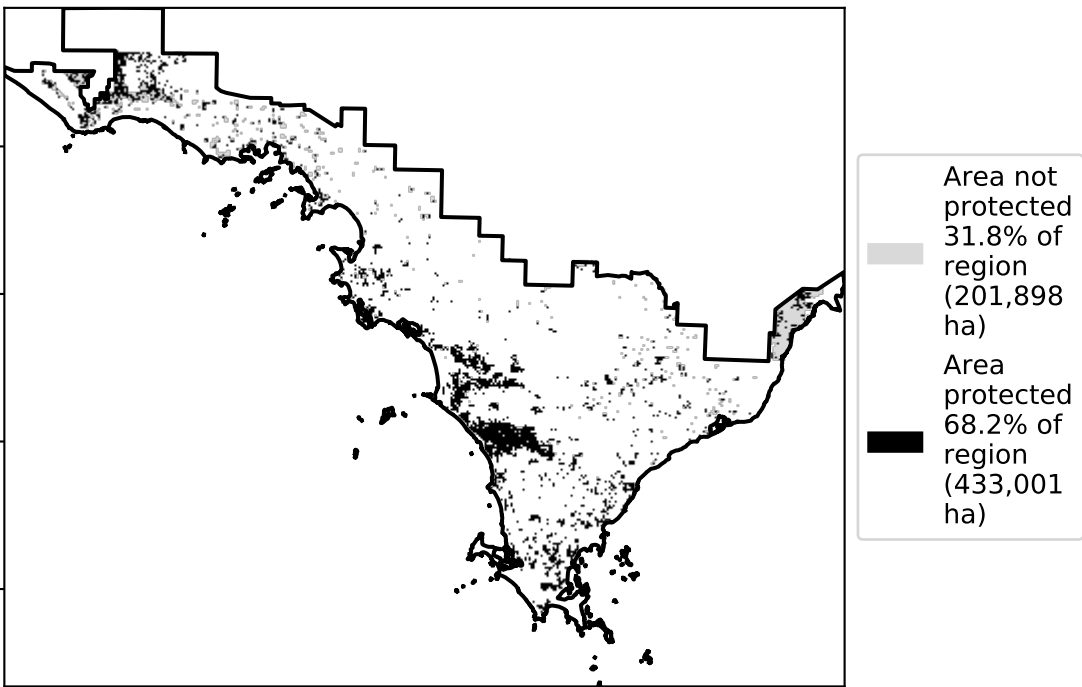 Area not
protected
31.8% of
region
(201,898
ha)
Area
protected
68.2% of
region
(433,001
ha)